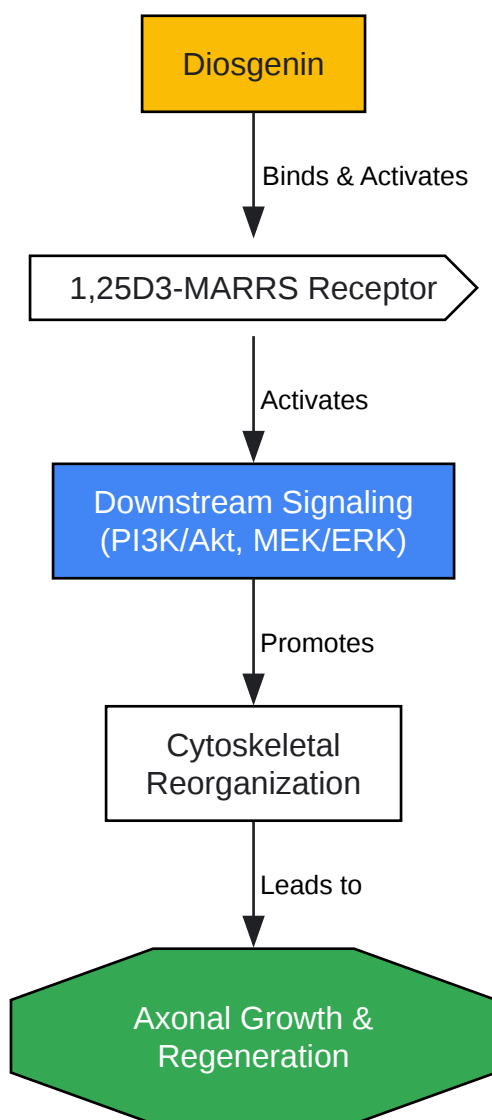 Diosgenin
Binds & Activates
1,25D3-MARRS Receptor
Activates
Downstream Signaling
(PI3K/Akt, MEK/ERK)
Promotes
Cytoskeletal
Reorganization
Leads to
Axonal Growth &
Regeneration